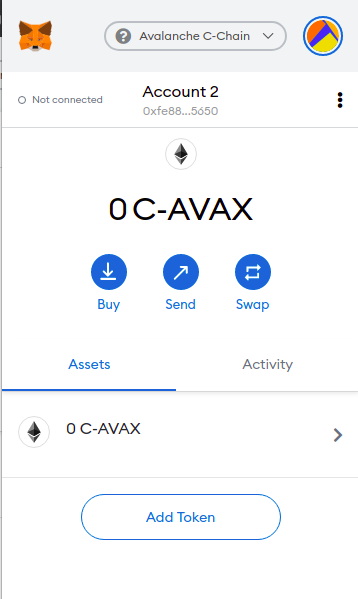 Avalanche C-Chain
Not connected
Account 2
0xfe88...5650
0 C-AVAX
Buy
Send
Swap
Assets
Activity
0 C-AVAX
Add Token